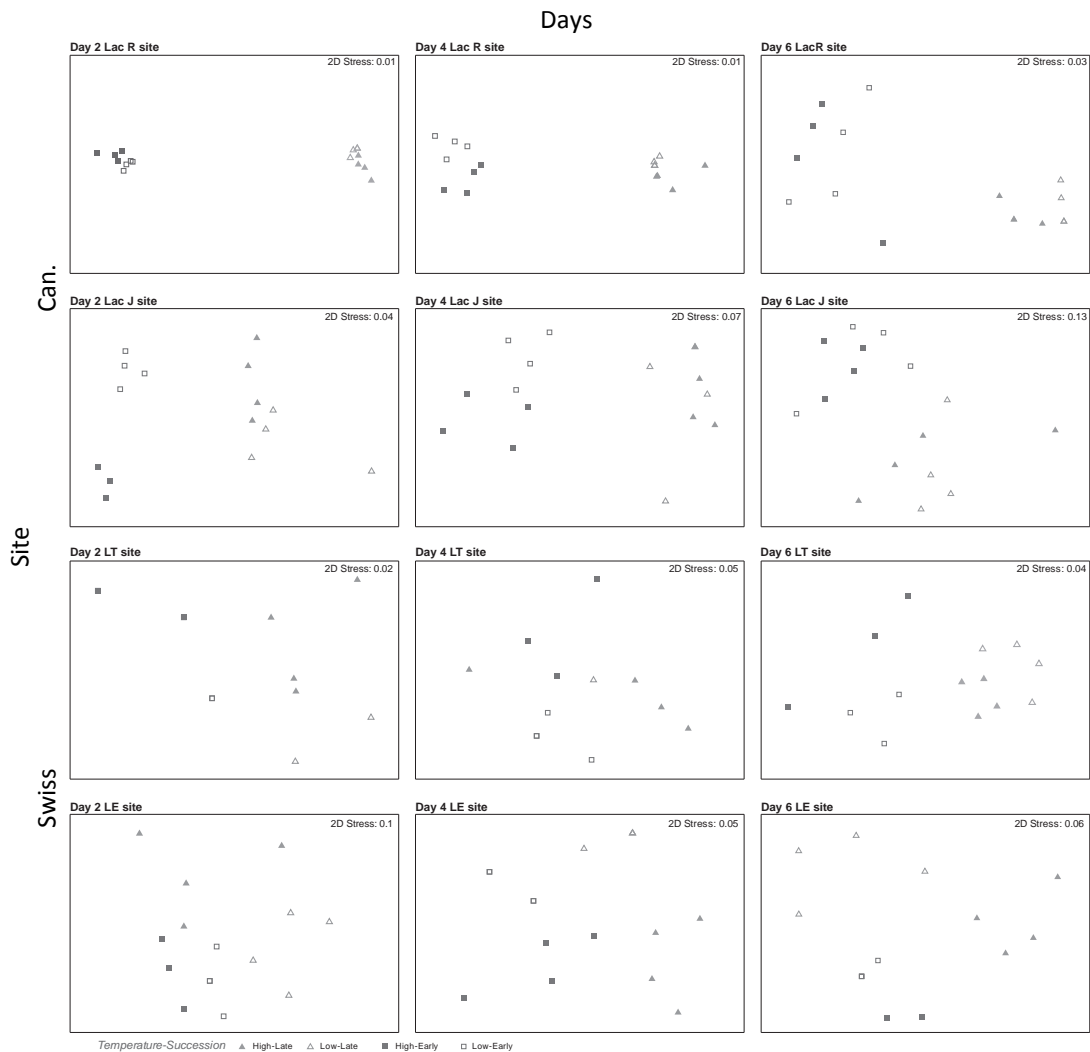 Days
Day 2 Lac R site
2D Stress: 0.01
Day 4 Lac R site
2D Stress: 0.01
Day 6 LacR site
2D Stress: 0.03
Can.
Day 2 Lac J site
2D Stress: 0.04
Day 4 Lac J site
2D Stress: 0.07
Day 6 Lac J site
2D Stress: 0.13
Site
Day 2 LT site
2D Stress: 0.02
Day 4 LT site
2D Stress: 0.05
Day 6 LT site
2D Stress: 0.04
Swiss
Day 2 LE site
2D Stress: 0.1
Day 4 LE site
2D Stress: 0.05
Day 6 LE site
2D Stress: 0.06
Temperature-Succession High-Late Low-Late High-Early Low-Early